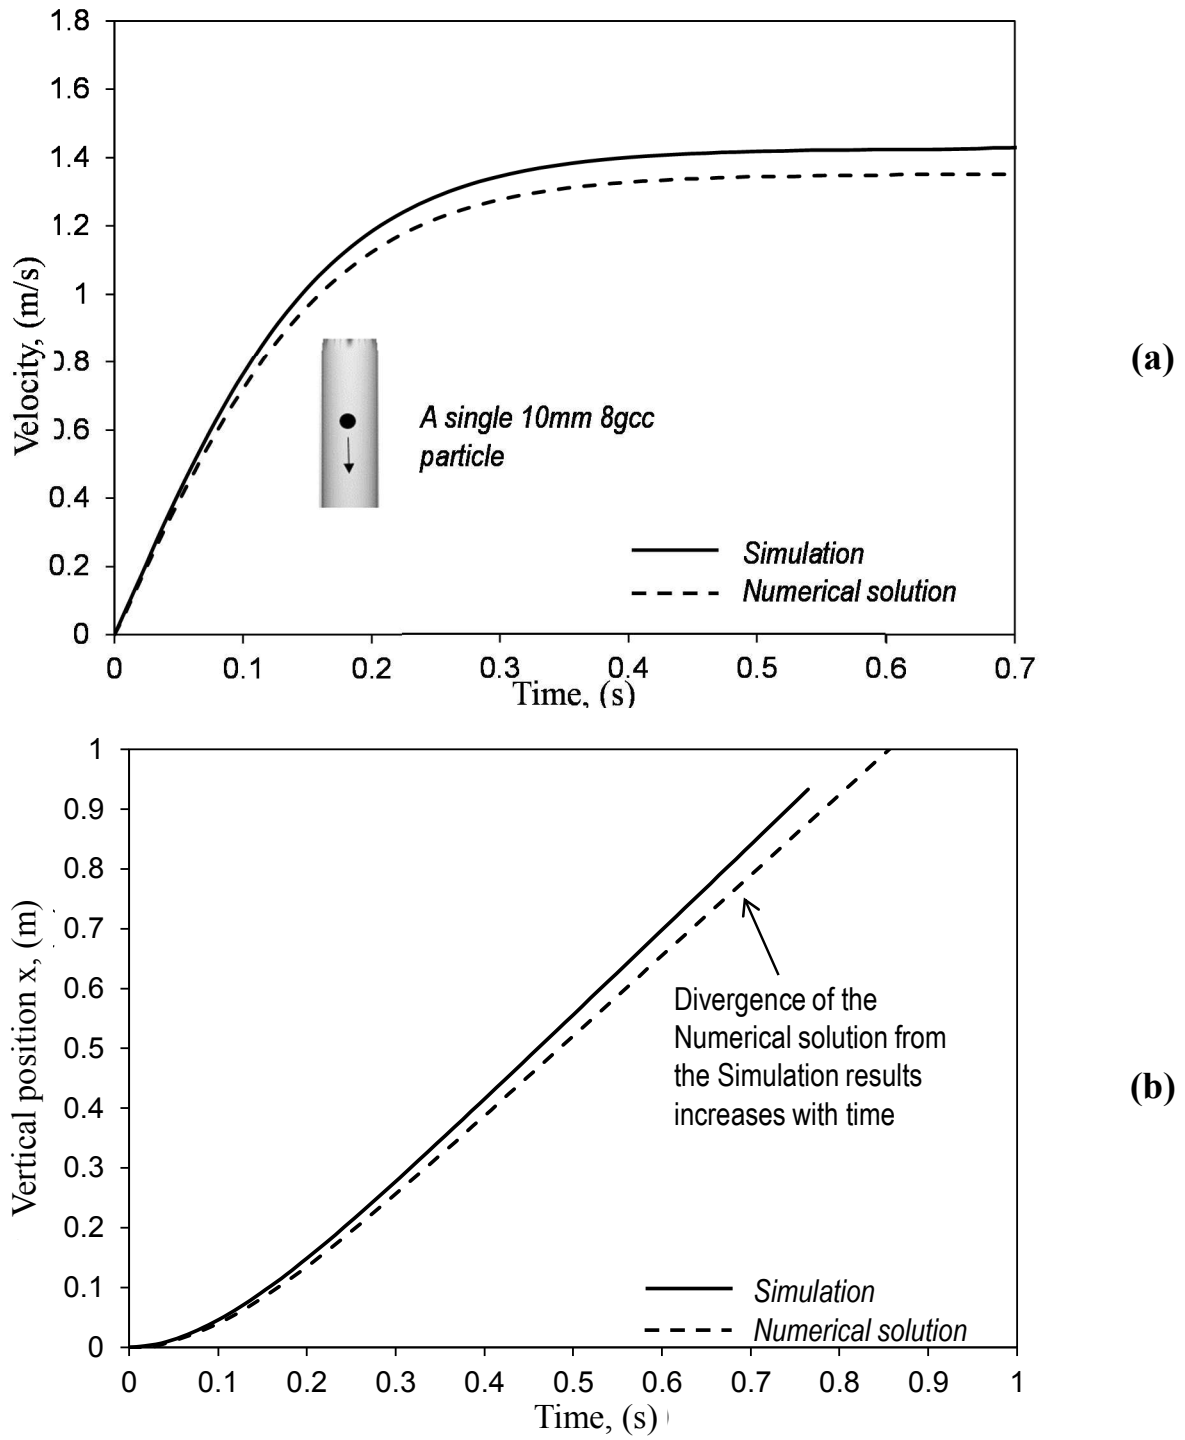 1.8
1.6
1.4
1.2
1
0.8
0.6
0.4
0.2
0
Velocity, (m/s)
A single 10mm 8gcc
particle
Simulation
Numerical solution
0 0.1 0.2 0.3 0.4 0.5 0.6 0.7
Time, (s)
(a)
1
0.9
0.8
0.7
0.6
0.5
0.4
0.3
0.2
0.1
0
Vertical position x, (m)
Divergence of the
Numerical solution from
the Simulation results
increases with time
Simulation
Numerical solution
0 0.1 0.2 0.3 0.4 0.5 0.6 0.7 0.8 0.9 1
Time, (s)
(b)